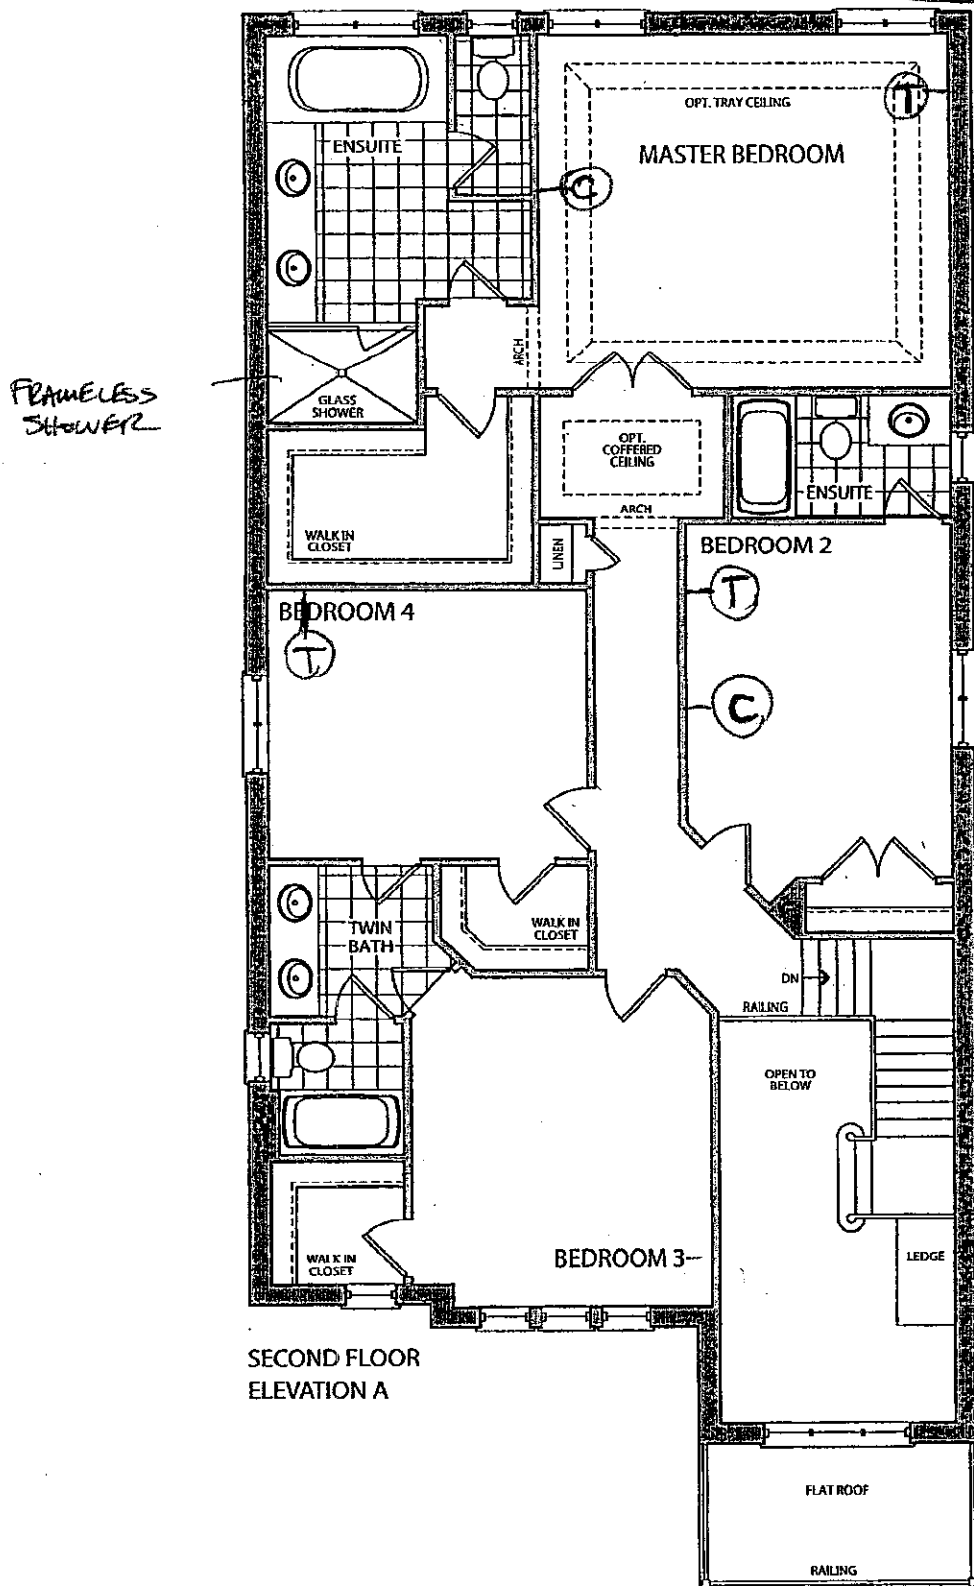 OPT. TRAY CEILING
T
ENSUITE
MASTER BEDROOM
C
ARCH
FRAMELESS
SHOWER
GLASS
SHOWER
OPT.
COFFERED
CEILING
ENSUITE
ARCH
WALK IN
CLOSET
LINEN
BEDROOM 2
T
BEDROOM 4
T
C
TWIN
BATH
WALK IN
CLOSET
DN
RAILING
OPEN TO
BELOW
WALK IN
CLOSET
BEDROOM 3
LEDGE
SECOND FLOOR
ELEVATION A
FLAT ROOF
RAILING